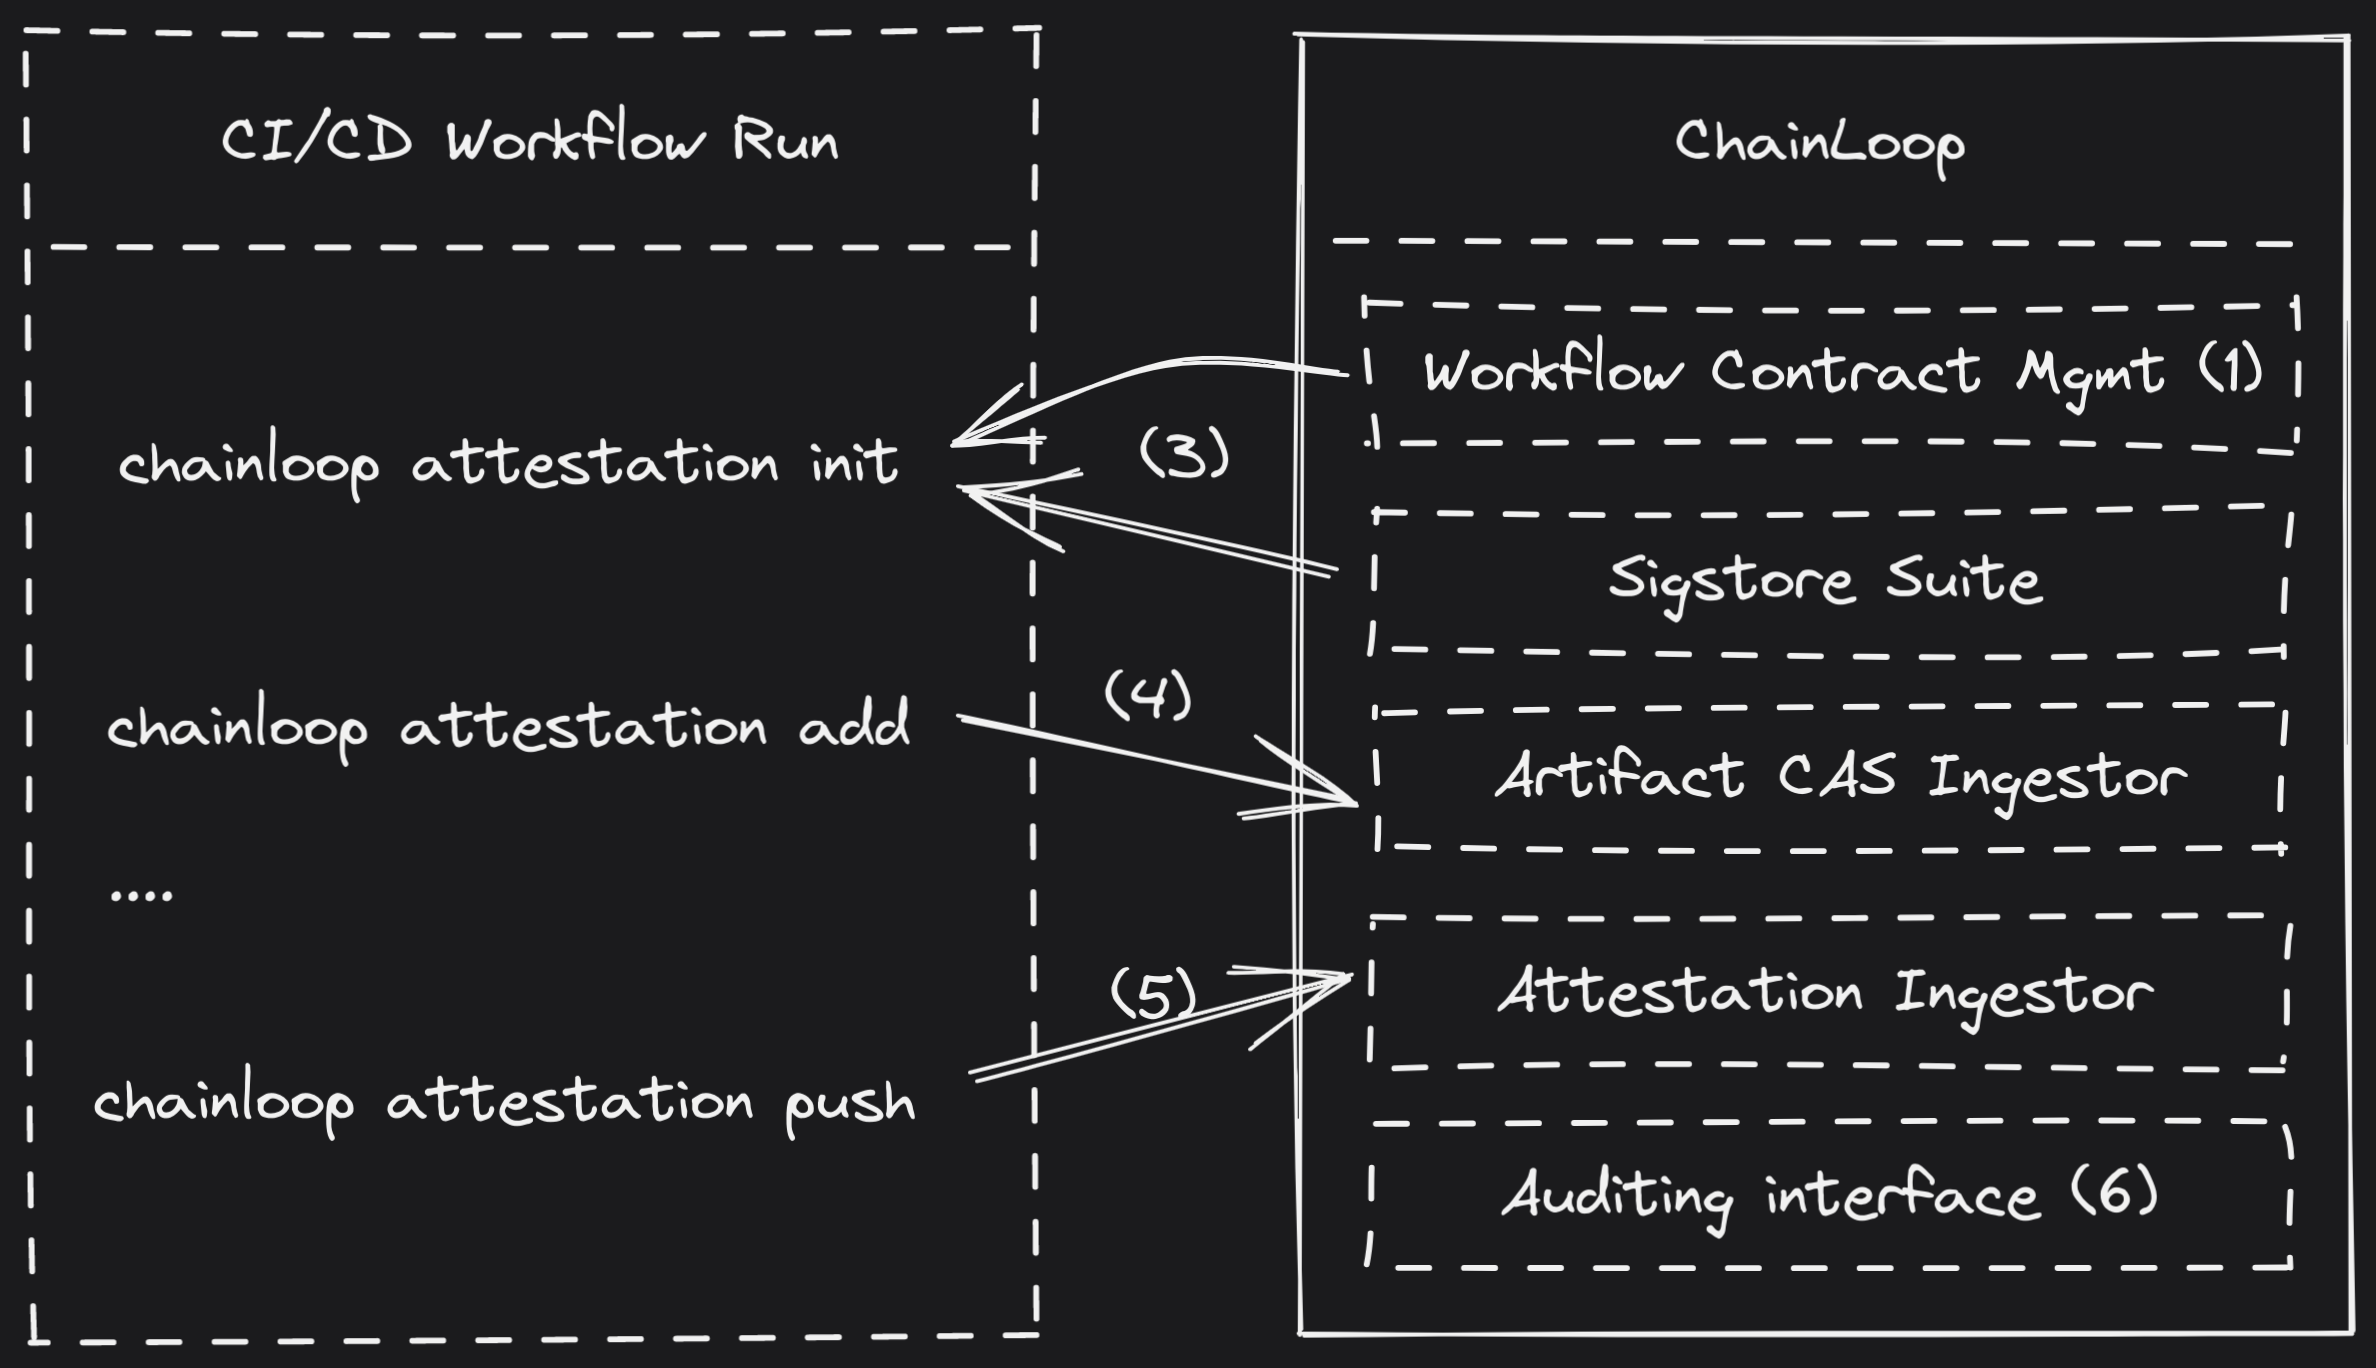 CI/CD Workflow Run
chainloop attestation init
chainloop attestation add
....
chainloop attestation push
(3)
(4)
(5)
ChainLoop
Workflow Contract Mgmt (1)
Sigstore Suite
Artifact CAS Ingestor
Attestation Ingestor
Auditing interface (6)